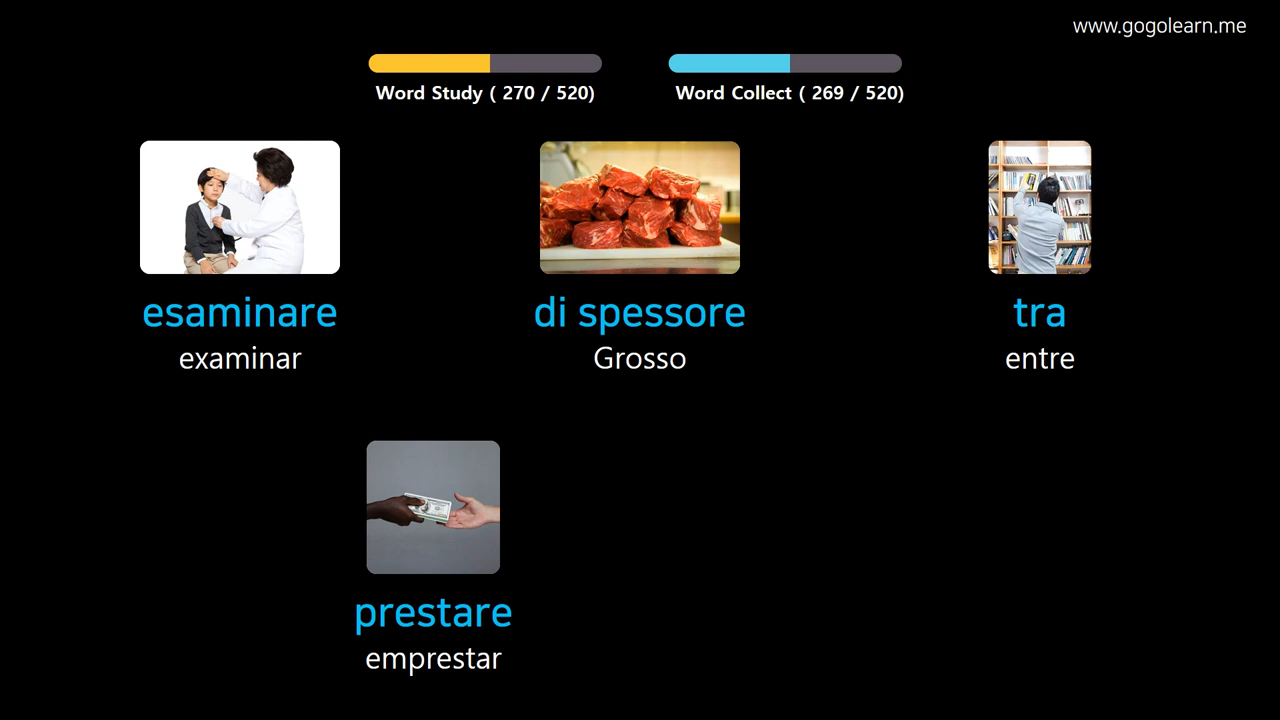 www.gogolearn.me
Word Study ( 270 / 520)
Word Collect ( 269 / 520)
esaminare
examinar
di spessore
Grosso
tra
entre
prestare
emprestar